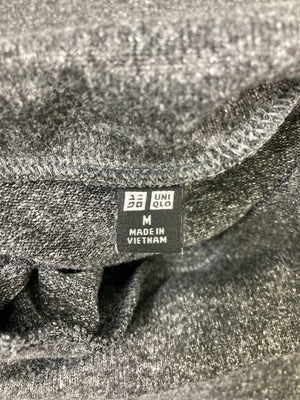 ユニ UNI
クロ QLO
M
MADE IN
VIETNAM